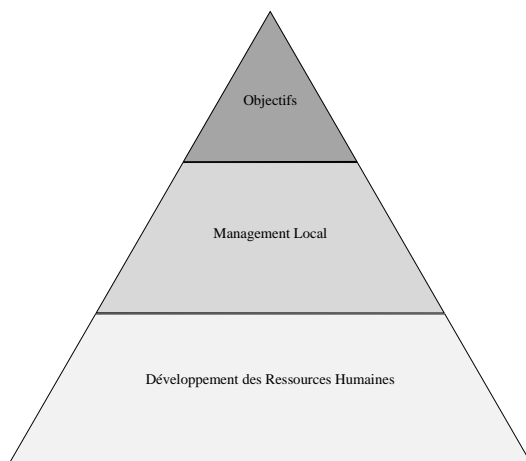 Objectifs
Management Local
Développement des Ressources Humaines